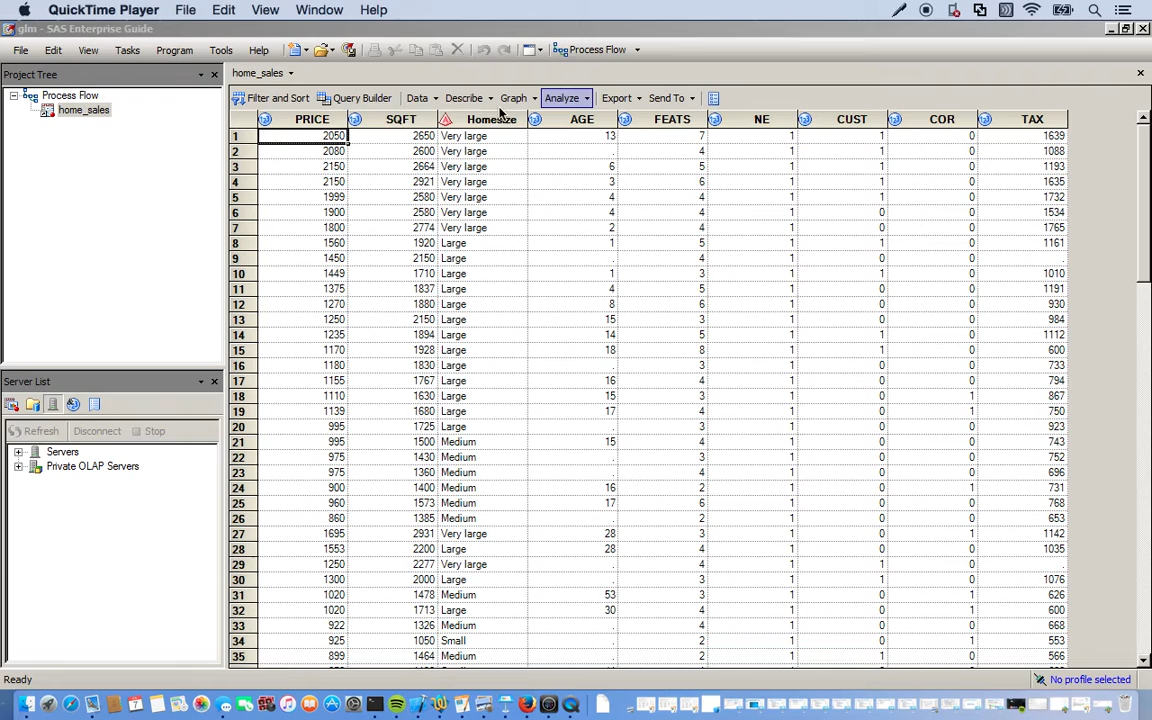 QuickTime Player File Edit View Window Help
glm - SAS Enterprise Guide
File Edit View Tasks Program Tools Help Process Flow
Project Tree
Process Flow
home_sales
home_sales
Filter and Sort Query Builder Data Describe Graph Analyze Export Send To
PRICE SQFT Homesize AGE FEATS NE CUST COR TAX
1 2050 2650 Very large 13 7 1 1 0 1639
2 2080 2600 Very large . 4 1 1 0 1088
3 2150 2664 Very large 6 5 1 1 0 1193
4 2150 2921 Very large 3 6 1 1 0 1635
5 1999 2580 Very large 4 4 1 1 0 1732
6 1900 2580 Very large 4 4 1 0 0 1534
7 1800 2774 Very large 2 4 1 0 0 1765
8 1560 1920 Large 1 5 1 1 0 1161
9 1450 2150 Large . 4 1 0 0 .
10 1449 1710 Large 1 3 1 1 0 1010
11 1375 1837 Large 4 5 1 0 0 1191
12 1270 1880 Large 8 6 1 0 0 930
13 1250 2150 Large 15 3 1 0 0 984
14 1235 1894 Large 14 5 1 1 0 1112
15 1170 1928 Large 18 8 1 1 0 600
16 1180 1830 Large . 3 1 0 0 733
17 1155 1767 Large 16 4 1 0 0 794
18 1110 1630 Large 15 3 1 0 1 867
19 1139 1680 Large 17 4 1 0 1 750
20 995 1725 Large . 3 1 0 0 923
21 995 1500 Medium 15 4 1 0 0 743
22 975 1430 Medium . 3 1 0 0 752
23 975 1360 Medium . 4 1 0 0 696
24 900 1400 Medium 16 2 1 0 1 731
25 960 1573 Medium 17 6 1 0 0 768
26 860 1385 Medium . 2 1 0 0 653
27 1695 2931 Very large 28 3 1 0 1 1142
28 1553 2200 Large 28 4 1 0 0 1035
29 1250 2277 Very large . 4 1 1 0 .
30 1300 2000 Large . 3 1 1 0 1076
31 1020 1478 Medium 53 3 1 0 1 626
32 1020 1713 Large 30 4 1 0 1 600
33 922 1326 Medium . 4 1 0 0 668
34 925 1050 Small . 2 1 0 1 553
35 899 1464 Medium . 2 1 0 0 566
Server List
Refresh Disconnect Stop
Servers
Private OLAP Servers
Ready No profile selected